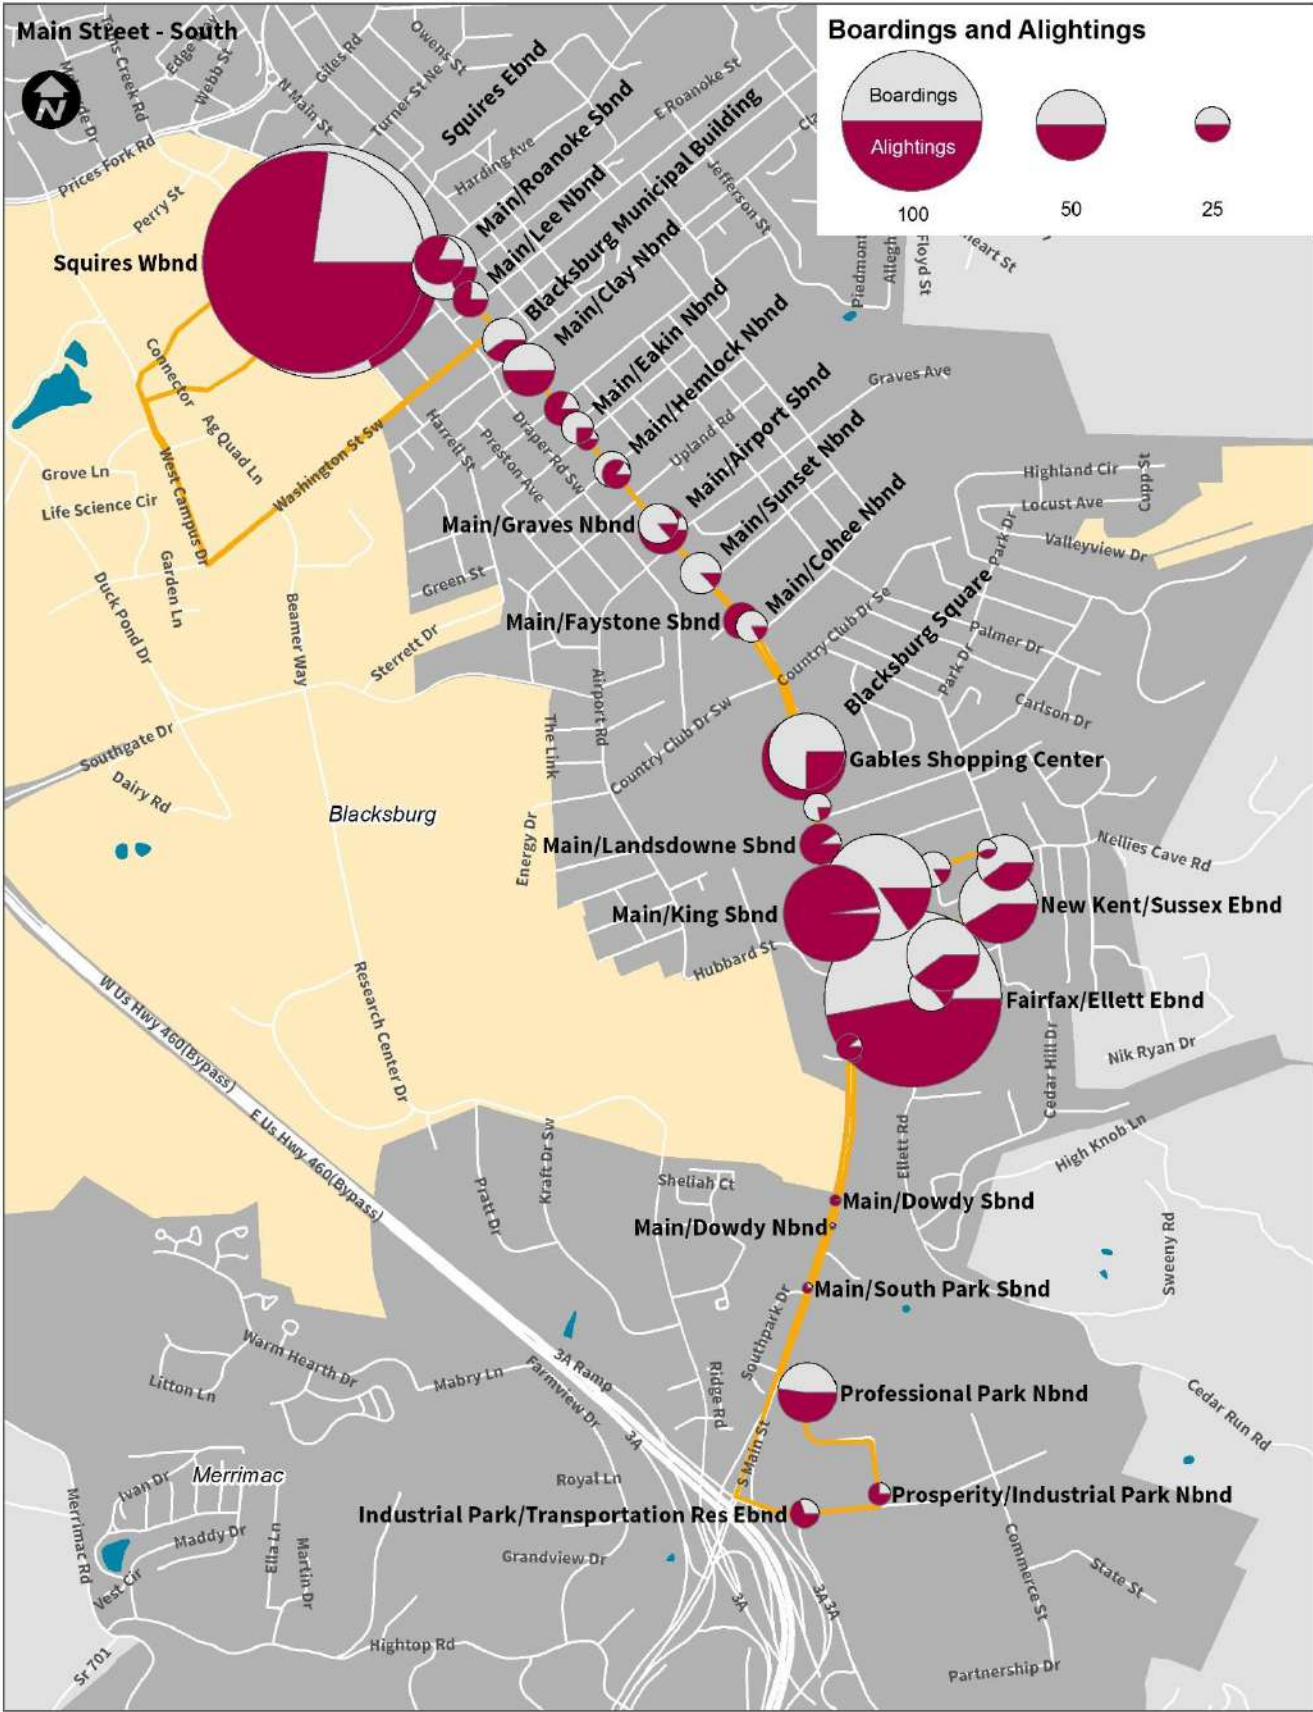 Main Street - South
Boardings and Alightings
Boardings
Alightings
100
50
25
N
Edge Way
Webb St
Giles Rd
Owens St
N Main St
Turner St Ne
Squires Ebnd
Prices Fork Rd
Perry St
Harding Ave
E Roanoke St
Main/Roanoke Sbnd
Main/Lee Nbnd
Blacksburg Municipal Building
Jefferson St
Main/Clay Nbnd
Squires Wbnd
Piedmont
Allegh
Floyd St
Main/Eakin Nbnd
Main/Hemlock Nbnd
Connector
Ag Quad Ln
Graves Ave
Main/Airport Sbnd
Harrell St
Preston Ave
Draper Rd Sw
Upland Rd
Main/Sunset Nbnd
Washington St Sw
West Campus Dr
Grove Ln
Life Science Cir
Highland Cir
Cupp St
Locust Ave
Valleyview Dr
Park Dr
Main/Graves Nbnd
Main/Cohee Nbnd
Garden Ln
Duck Pond Dr
Beamer Way
Green St
Sterrett Dr
Main/Faystone Sbnd
Country Club Dr Se
Blacksburg Square
Palmer Dr
Park Dr
Carlson Dr
Airport Rd
The Link
Country Club Dr Sw
Southgate Dr
Dairy Rd
Gables Shopping Center
Blacksburg
Energy Dr
Main/Landsdowne Sbnd
Nellies Cave Rd
Main/King Sbnd
New Kent/Sussex Ebnd
Hubbard St
Fairfax/Ellett Ebnd
W Us Hwy 460(Bypass)
Research Center Dr
Nik Ryan Dr
Cedar Hill Dr
E Us Hwy 460(Bypass)
Ellett Rd
High Knob Ln
Kraft Dr Sw
Pratt Dr
Sheliah Ct
Main/Dowdy Sbnd
Main/Dowdy Nbnd
Sweeny Rd
Main/South Park Sbnd
Southpark Dr
Warm Hearth Dr
Litton Ln
Mabry Ln
3A Ramp
Farmview Dr
3A
Ridge Rd
Professional Park Nbnd
Cedar Run Rd
S Main St
Merrimac
Ivan Dr
Royal Ln
Prosperity/Industrial Park Nbnd
Industrial Park/Transportation Res Ebnd
Merrimac Rd
Maddy Dr
Ella Ln
Martin Dr
Vest Cir
Grandview Dr
Commerce St
State St
3A
3A 3A
Hightop Rd
Sr 701
Partnership Dr